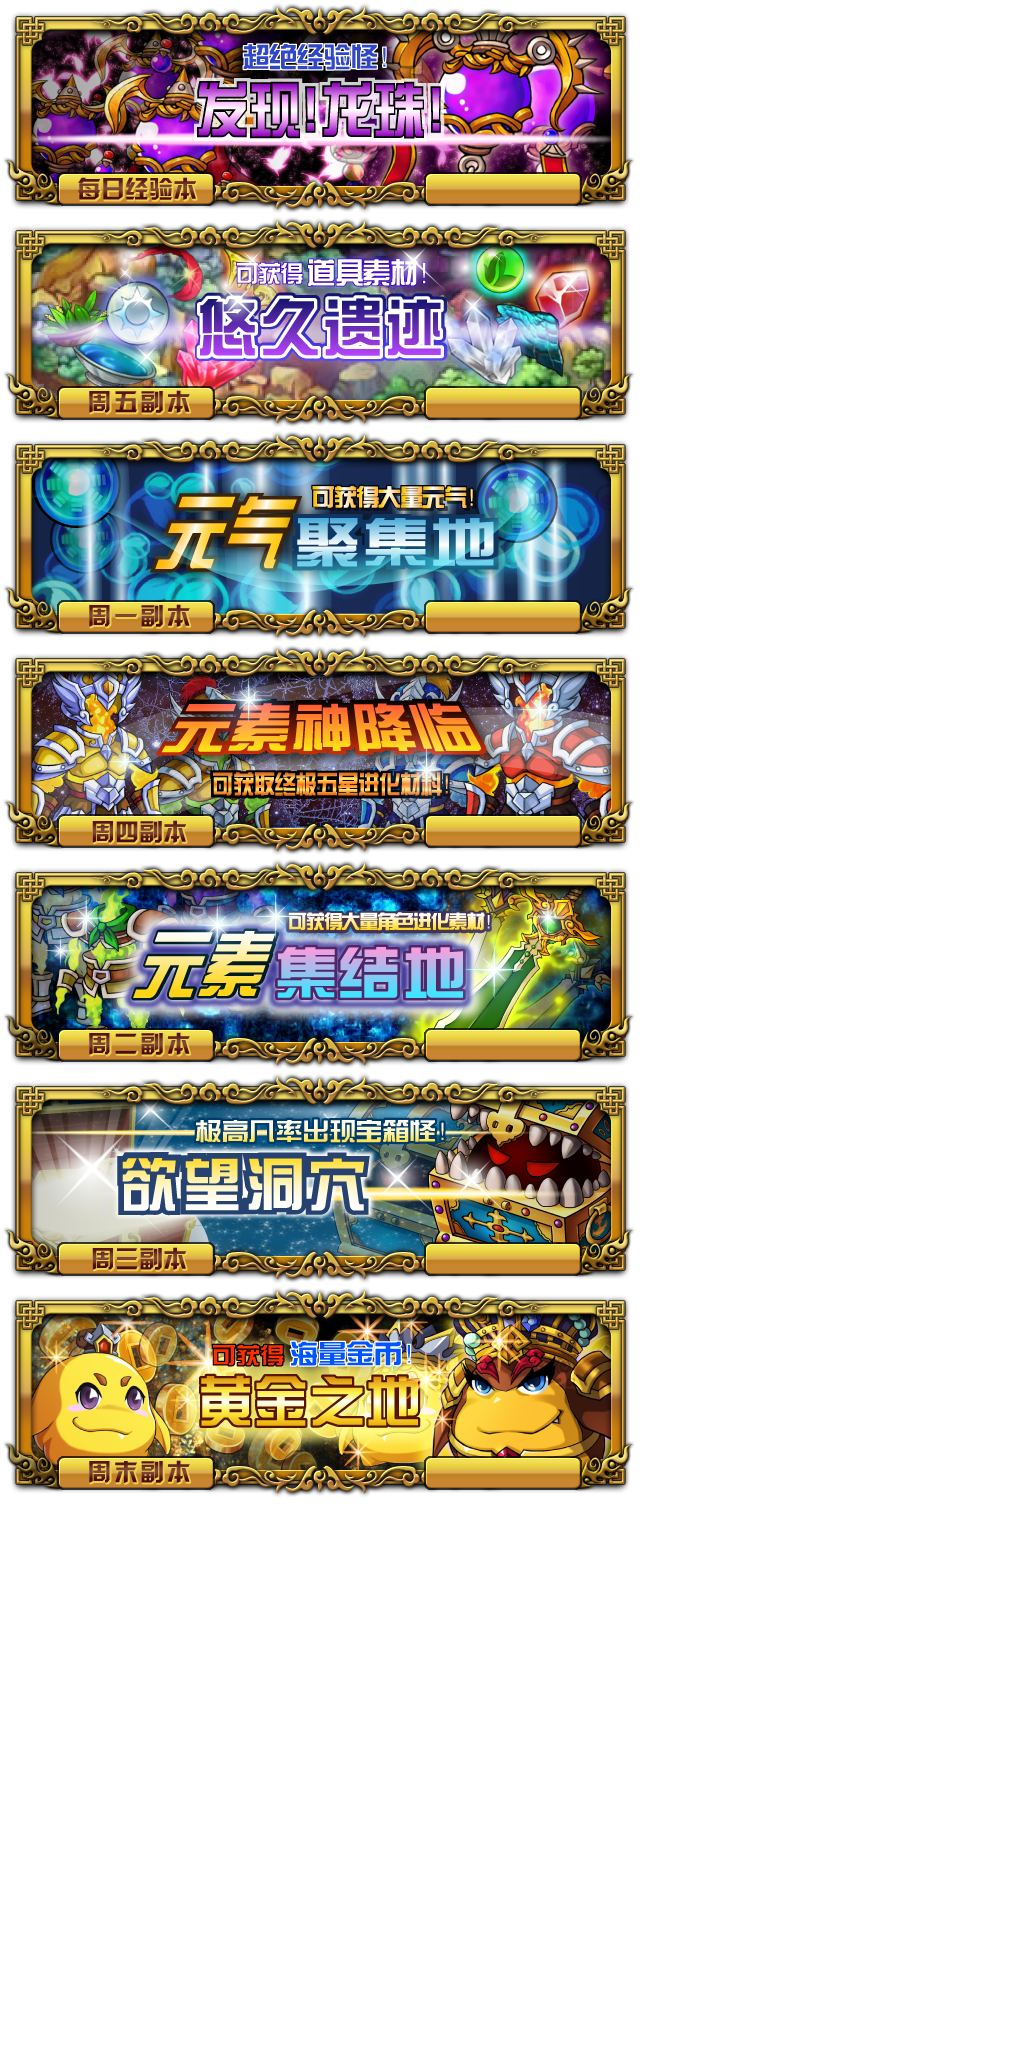 超绝经验怪!
发现!龙珠!
每日经验本
可获得道具素材!
悠久遗迹
周五副本
可获得大量元气!
元气聚集地
周一副本
元素神降临
可获取终极五星进化材料!
周四副本
可获得大量角色进化素材!
元素集结地
周二副本
极高几率出现宝箱怪!
欲望洞穴
周三副本
可获得海量金币!
黄金之地
周末副本